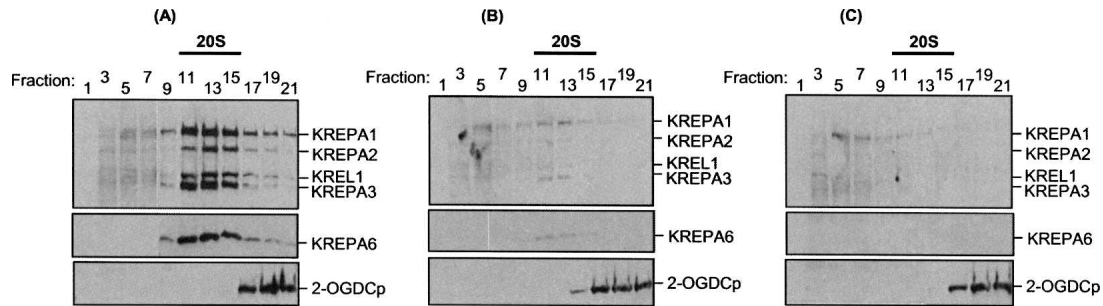 (A)
20S
Fraction: 1 3 5 7 9 11 13 15 17 19 21
KREPA1
KREPA2
KREL1
KREPA3
KREPA6
2-OGDCp
(B)
20S
Fraction: 1 3 5 7 9 11 13 15 17 19 21
KREPA1
KREPA2
KREL1
KREPA3
KREPA6
2-OGDCp
(C)
20S
Fraction: 1 3 5 7 9 11 13 15 17 19 21
KREPA1
KREPA2
KREL1
KREPA3
KREPA6
2-OGDCp